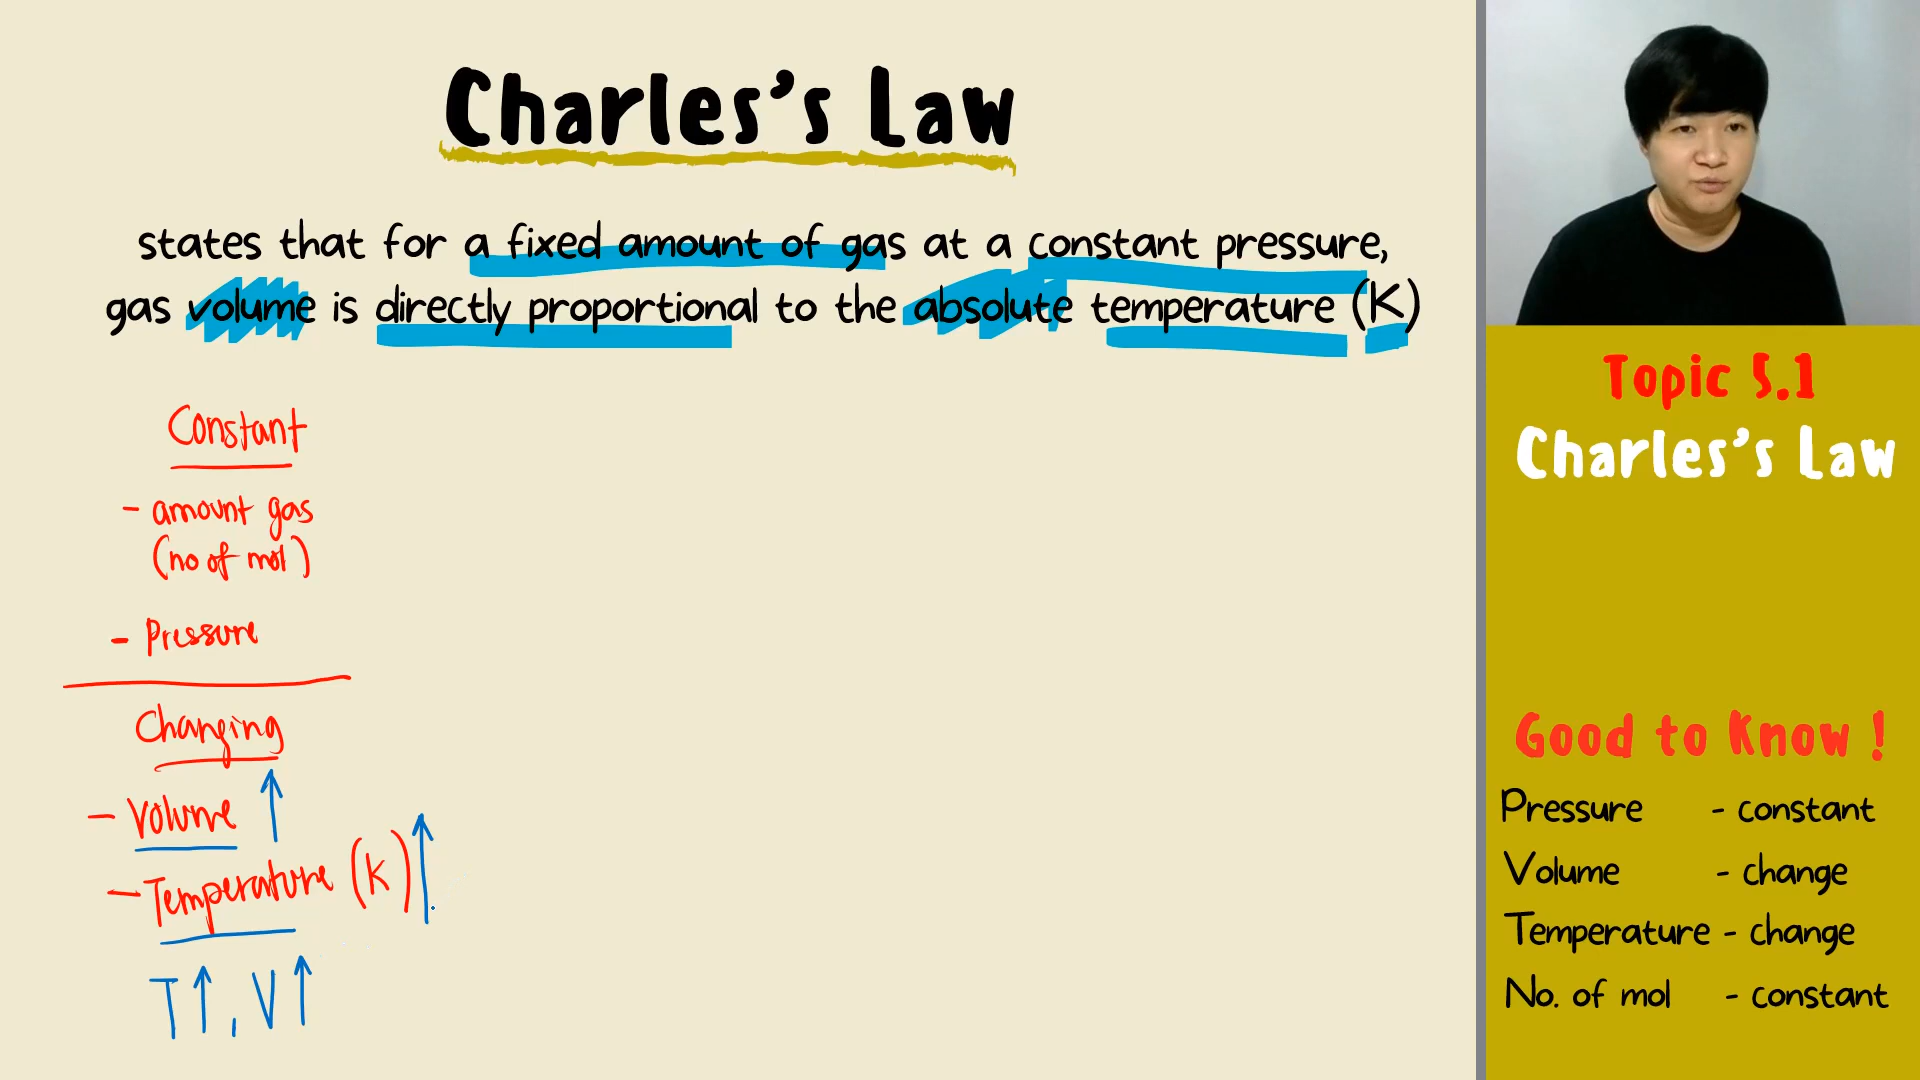 Charles's Law
states that for a fixed amount of gas at a constant pressure,
gas volume is directly proportional to the absolute temperature (K)
Constant
- amount gas
(no of mol)
- Pressure
Changing
- Volume ↑
- Temperature (K) ↑
T↑, V↑
Topic 5.1
Charles's Law
Good to Know !
Pressure - constant
Volume - change
Temperature - change
No. of mol - constant